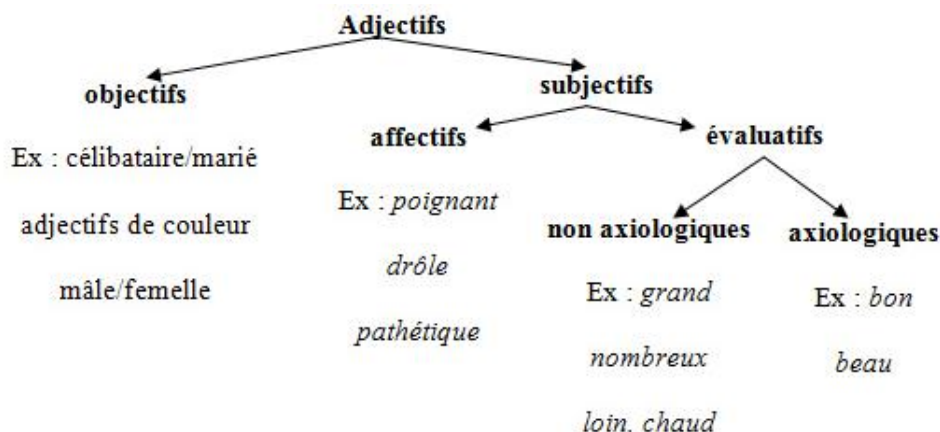 Adjectifs
objectifs
subjectifs
Ex : célibataire/marié
adjectifs de couleur
mâle/femelle
affectifs
évaluatifs
Ex : poignant
drôle
pathétique
non axiologiques
axiologiques
Ex : grand
nombreux
loin, chaud
Ex : bon
beau